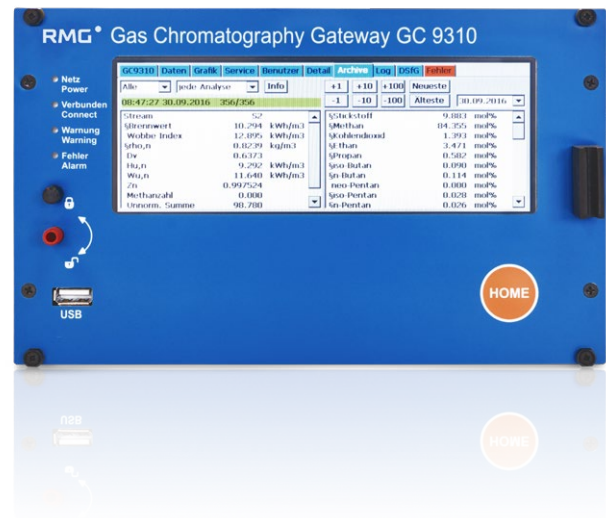 RMG Gas Chromatography Gateway GC 9310
Netz
Power
Verbunden
Connect
Warnung
Warning
Fehler
Alarm
USB
GC9310 Daten Grafik Service Benutzer Detail Archive Log DSfG Fehler
Alle jede Analyse Info +1 +10 +100 Neueste
08:47:27 30.09.2016 356/356 -1 -10 -100 Älteste 30.09.2016
Stream 52 §Stickstoff 9.883 mol%
§Brennwert 10.294 kWh/m3 §Methan 84.355 mol%
Wobbe Index 12.895 kWh/m3 §Kohlendioxid 1.393 mol%
§rho,n 0.8239 kg/m3 §Ethan 3.471 mol%
Dv 0.6373 §Propan 0.502 mol%
Hu,n 9.292 kWh/m3 §iso-Butan 0.090 mol%
Wu,n 11.640 kWh/m3 §n-Butan 0.114 mol%
Zn 0.997524 neo-Pentan 0.000 mol%
Methanzahl 0.000 §iso-Pentan 0.028 mol%
Unnorm. Summe 98.780 §n-Pentan 0.026 mol%
HOME